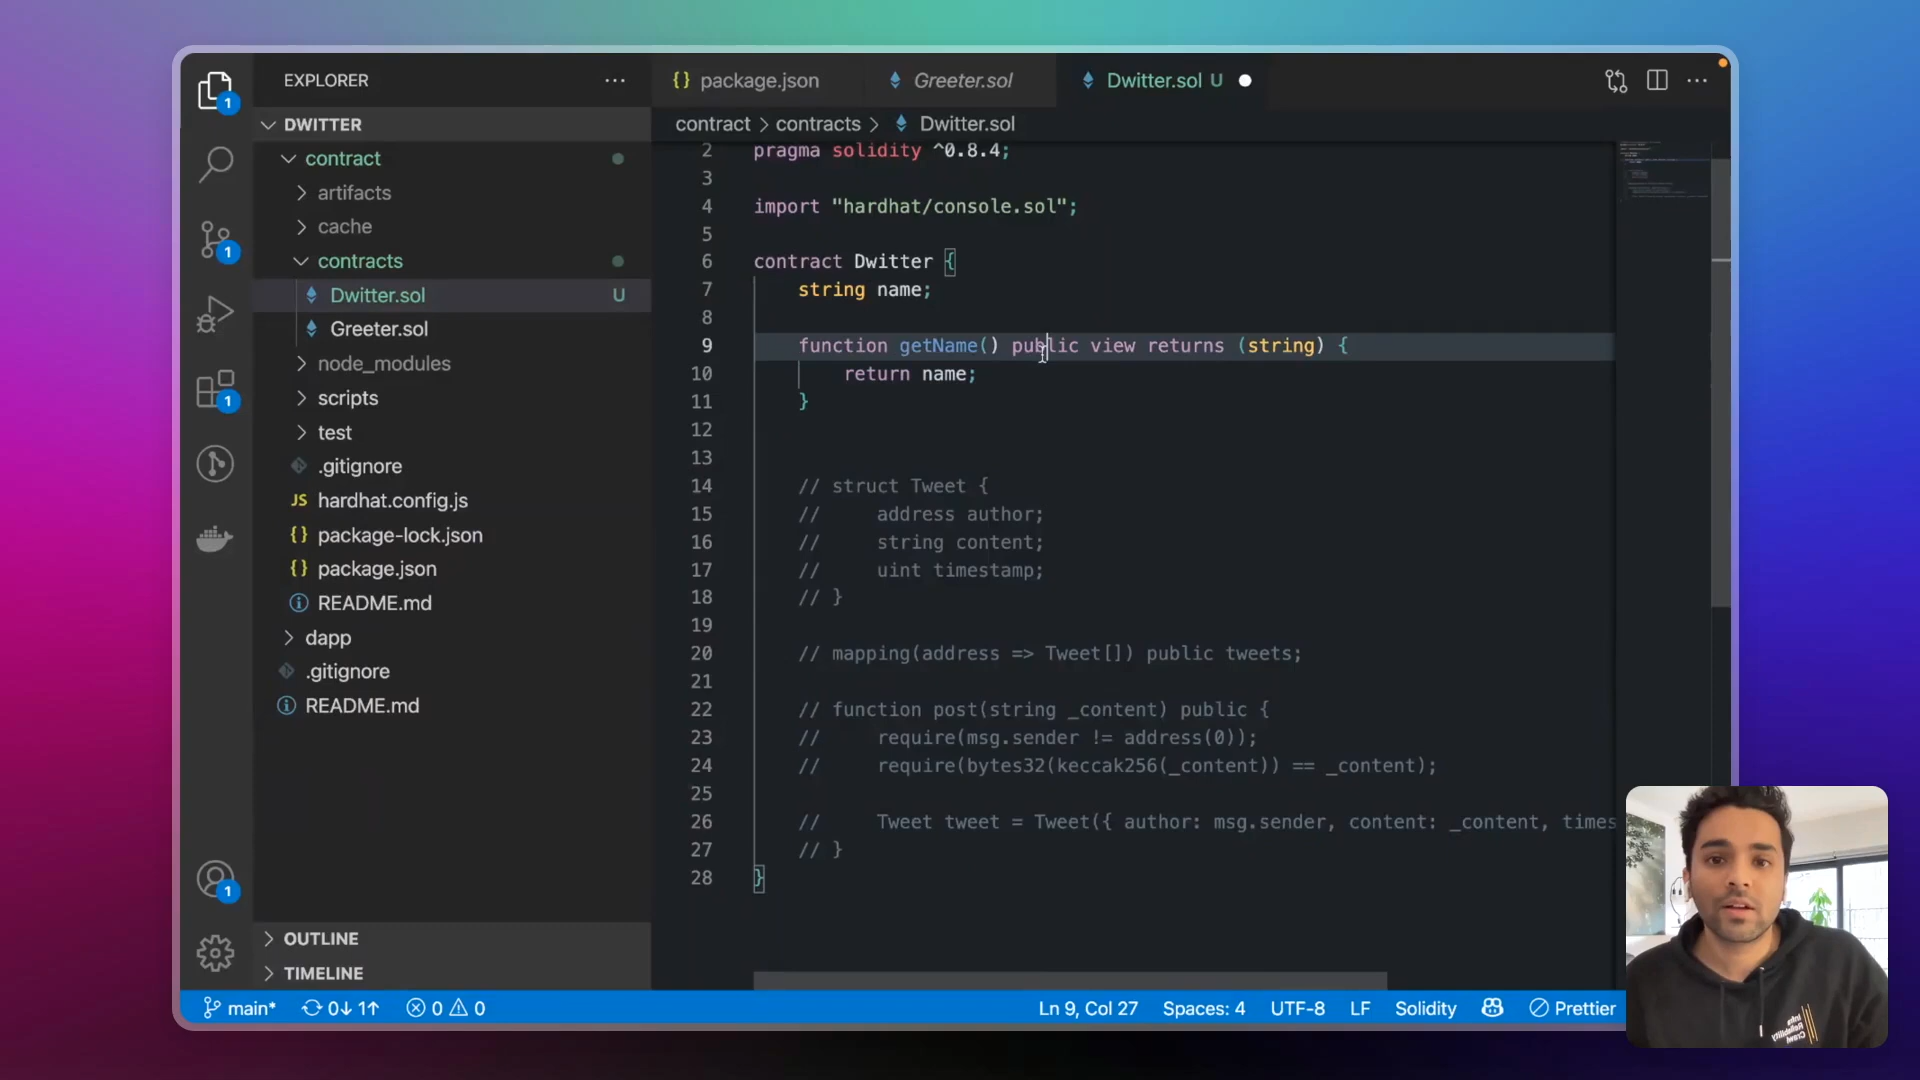 EXPLORER
package.json
Greeter.sol
Dwitter.sol U
DWITTER
contract > contracts > Dwitter.sol
contract
artifacts
cache
contracts
Dwitter.sol U
Greeter.sol
node_modules
scripts
test
.gitignore
JS hardhat.config.js
{} package-lock.json
{} package.json
README.md
dapp
.gitignore
README.md
OUTLINE
TIMELINE
1
1
1
1
2 pragma solidity ^0.8.4;
3
4 import "hardhat/console.sol";
5
6 contract Dwitter {
7 string name;
8
9 function getName() public view returns (string) {
10 return name;
11 }
12
13
14 // struct Tweet {
15 // address author;
16 // string content;
17 // uint timestamp;
18 // }
19
20 // mapping(address => Tweet[]) public tweets;
21
22 // function post(string _content) public {
23 // require(msg.sender != address(0));
24 // require(bytes32(keccak256(_content)) == _content);
25
26 // Tweet tweet = Tweet({ author: msg.sender, content: _content, times
27 // }
28 }
main* 0↓ 1↑ 0 0 Ln 9, Col 27 Spaces: 4 UTF-8 LF Solidity Prettier